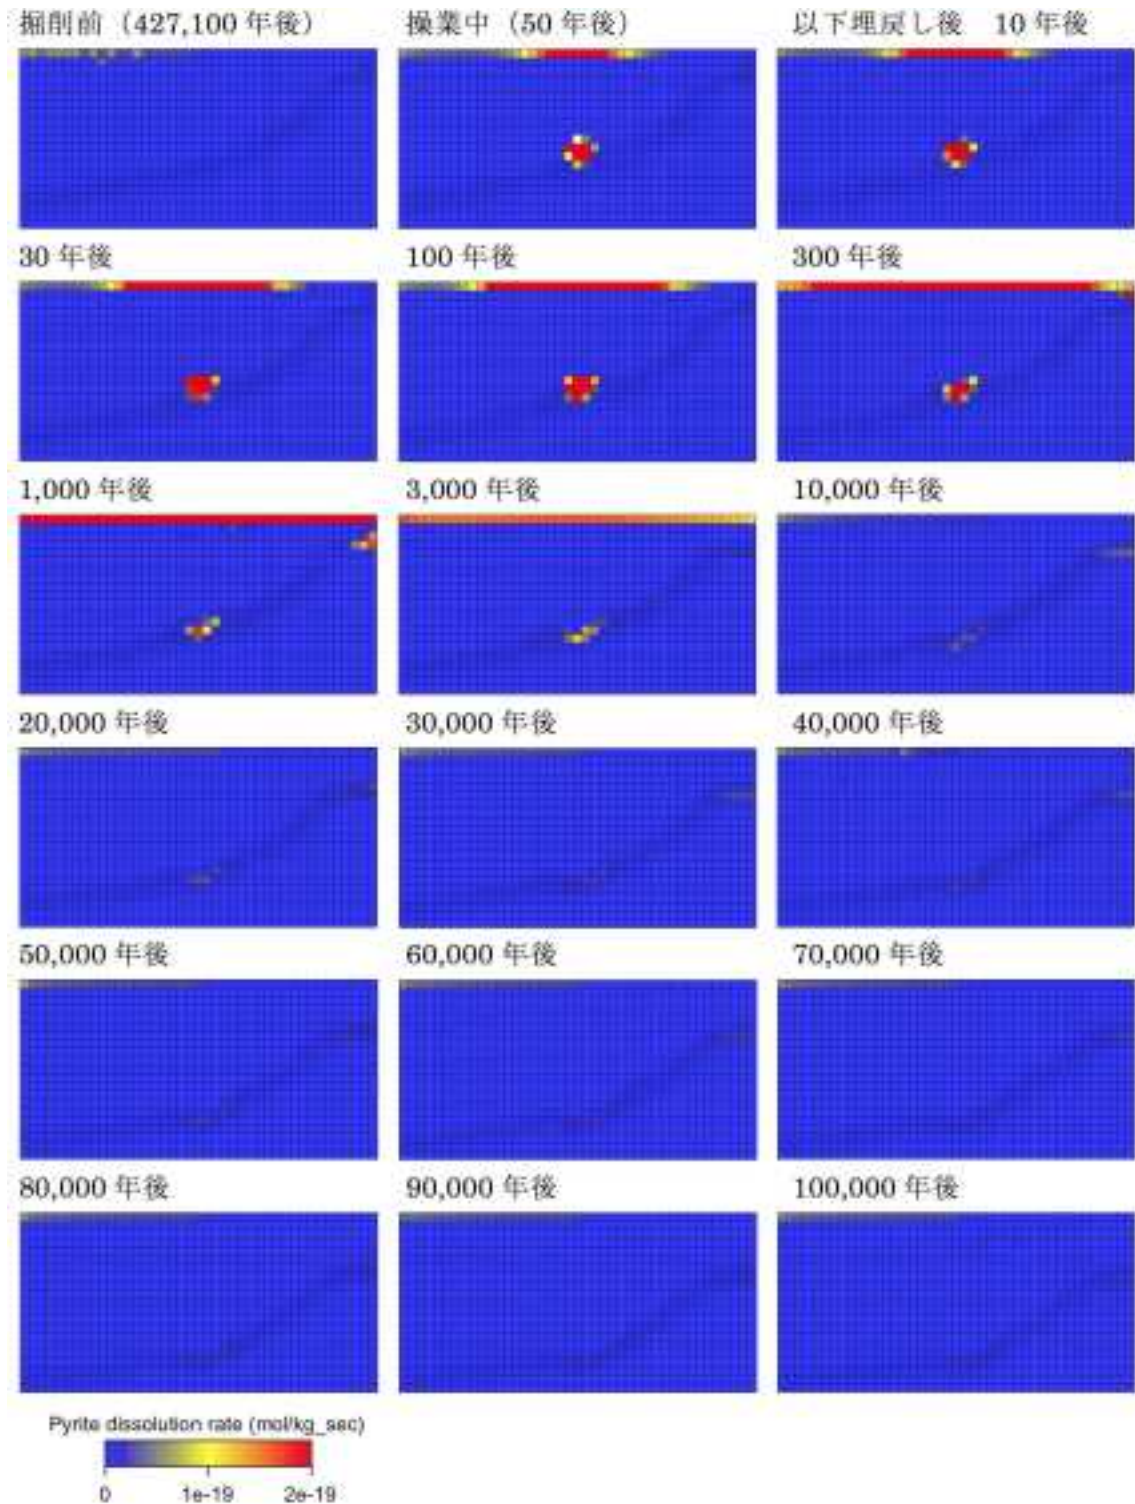 掘削前（427,100 年後）
操業中（50 年後）
以下埋戻し後　10 年後
30 年後
100 年後
300 年後
1,000 年後
3,000 年後
10,000 年後
20,000 年後
30,000 年後
40,000 年後
50,000 年後
60,000 年後
70,000 年後
80,000 年後
90,000 年後
100,000 年後
Pyrite dissolution rate (mol/kg_sec)
0 1e-19 2e-19